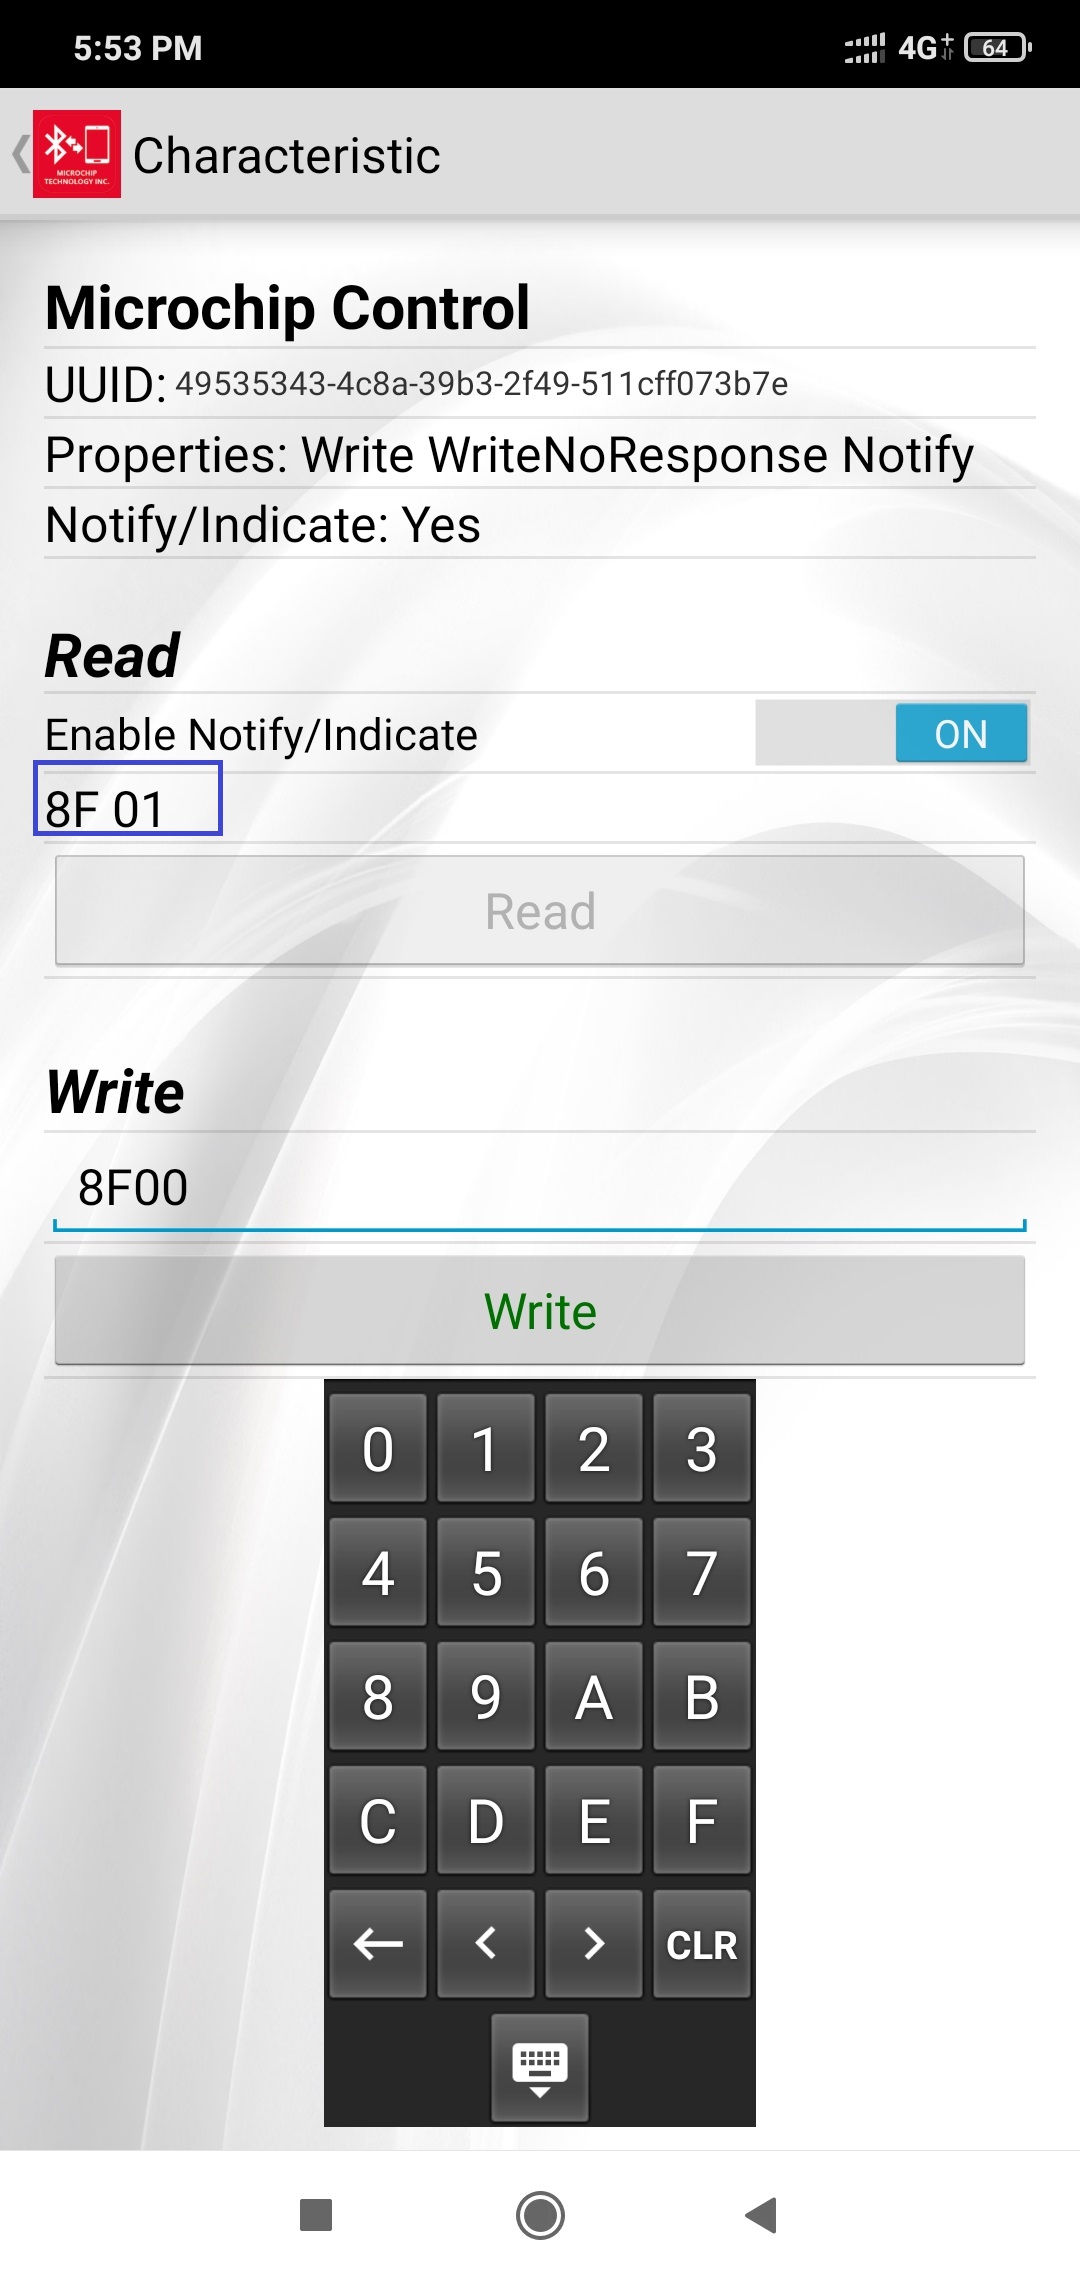 5:53 PM 4G+ 64
MICROCHIP
TECHNOLOGY INC.
Characteristic
Microchip Control
UUID: 49535343-4c8a-39b3-2f49-511cff073b7e
Properties: Write WriteNoResponse Notify
Notify/Indicate: Yes
Read
Enable Notify/Indicate ON
8F 01
Read
Write
8F00
Write
0 1 2 3
4 5 6 7
8 9 A B
C D E F
← < > CLR